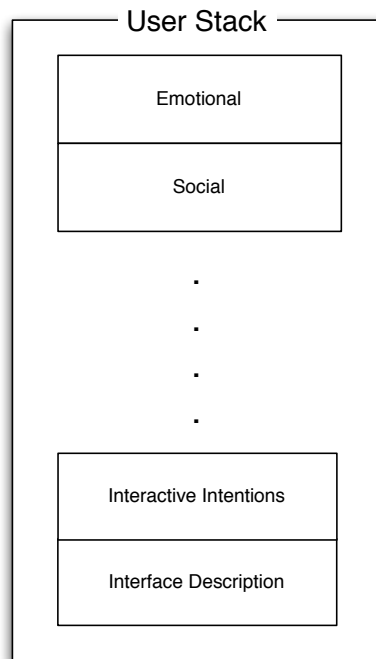 User Stack
Emotional
Social
.
.
.
.
Interactive Intentions
Interface Description